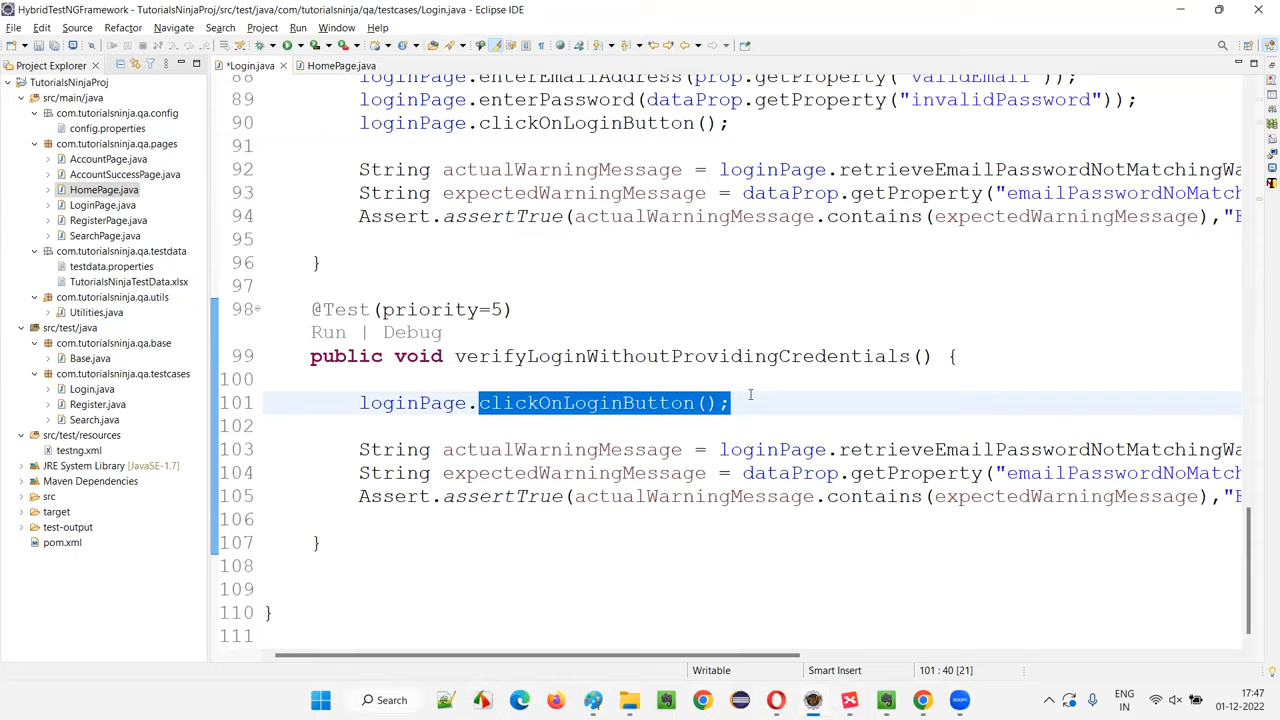 HybridTestNGFramework - TutorialsNinjaProj/src/test/java/com/tutorialsninja/qa/testcases/Login.java - Eclipse IDE
File Edit Source Refactor Navigate Search Project Run Window Help
Project Explorer
*Login.java HomePage.java
TutorialsNinjaProj
src/main/java
com.tutorialsninja.qa.config
config.properties
com.tutorialsninja.qa.pages
AccountPage.java
AccountSuccessPage.java
HomePage.java
LoginPage.java
RegisterPage.java
SearchPage.java
com.tutorialsninja.qa.testdata
testdata.properties
TutorialsNinjaTestData.xlsx
com.tutorialsninja.qa.utils
Utilities.java
src/test/java
com.tutorialsninja.qa.base
Base.java
com.tutorialsninja.qa.testcases
Login.java
Register.java
Search.java
src/test/resources
testng.xml
JRE System Library [JavaSE-1.7]
Maven Dependencies
src
target
test-output
pom.xml
88 loginPage.enterEmailAddress(prop.getProperty("validEmail"));
89 loginPage.enterPassword(dataProp.getProperty("invalidPassword"));
90 loginPage.clickOnLoginButton();
91
92 String actualWarningMessage = loginPage.retrieveEmailPasswordNotMatchingWa
93 String expectedWarningMessage = dataProp.getProperty("emailPasswordNoMatch
94 Assert.assertTrue(actualWarningMessage.contains(expectedWarningMessage),"E
95
96 }
97
98 @Test(priority=5)
Run | Debug
99 public void verifyLoginWithoutProvidingCredentials() {
100
101 loginPage.clickOnLoginButton();
102
103 String actualWarningMessage = loginPage.retrieveEmailPasswordNotMatchingWa
104 String expectedWarningMessage = dataProp.getProperty("emailPasswordNoMatch
105 Assert.assertTrue(actualWarningMessage.contains(expectedWarningMessage),"E
106
107 }
108
109
110 }
111
Writable Smart Insert 101 : 40 [21]
Search
ENG
IN
17:47
01-12-2022